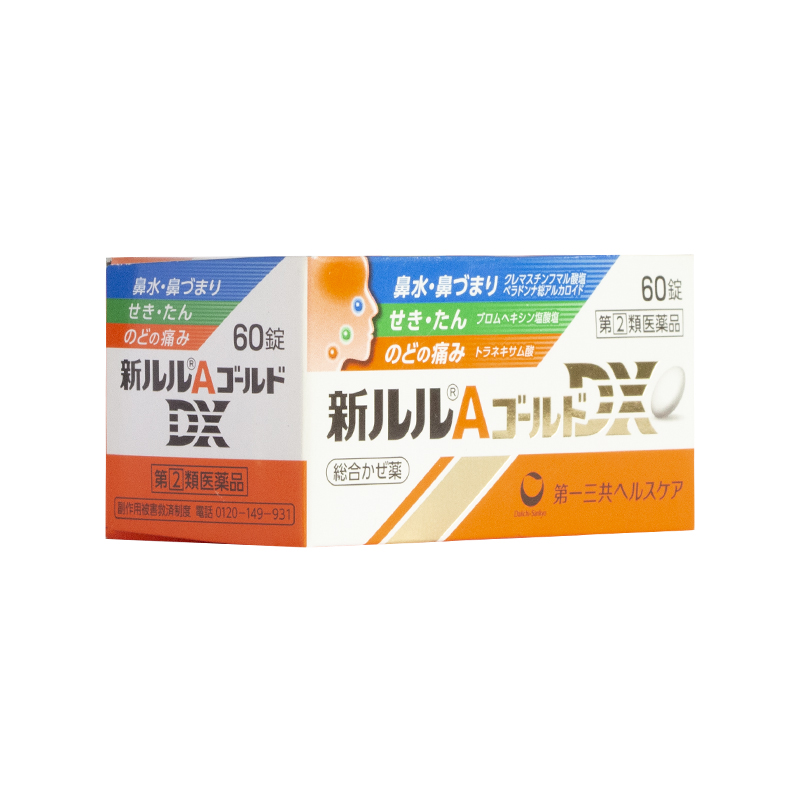 鼻水・鼻づまり
せき・たん
のどの痛み
60錠
新ルル®Aゴールド
DX
第②類医薬品
副作用被害救済制度 電話 0120-149-931
鼻水・鼻づまり クレマスチンフマル酸塩
ベラドンナ総アルカロイド
せき・たん ブロムヘキシン塩酸塩
のどの痛み トラネキサム酸
60錠
第②類医薬品
新ルル®AゴールドDX
総合かぜ薬
Daiichi-Sankyo
第一三共ヘルスケア